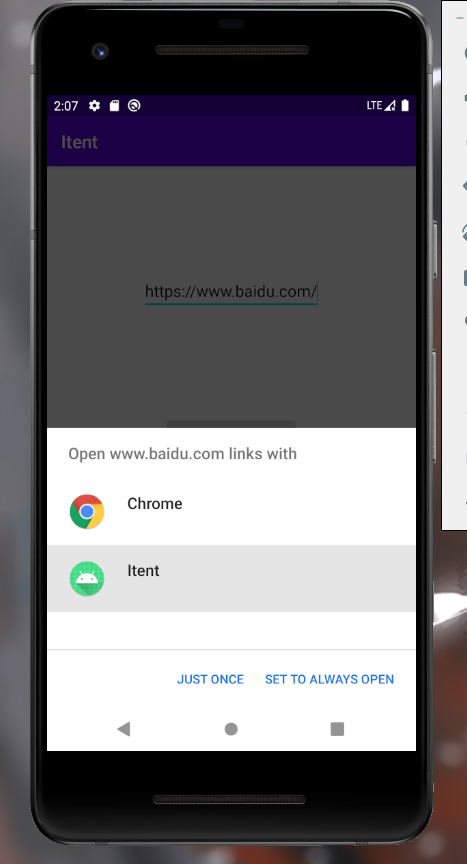 2:07
LTE
Itent
https://www.baidu.com/
Open www.baidu.com links with
Chrome
Itent
JUST ONCE
SET TO ALWAYS OPEN